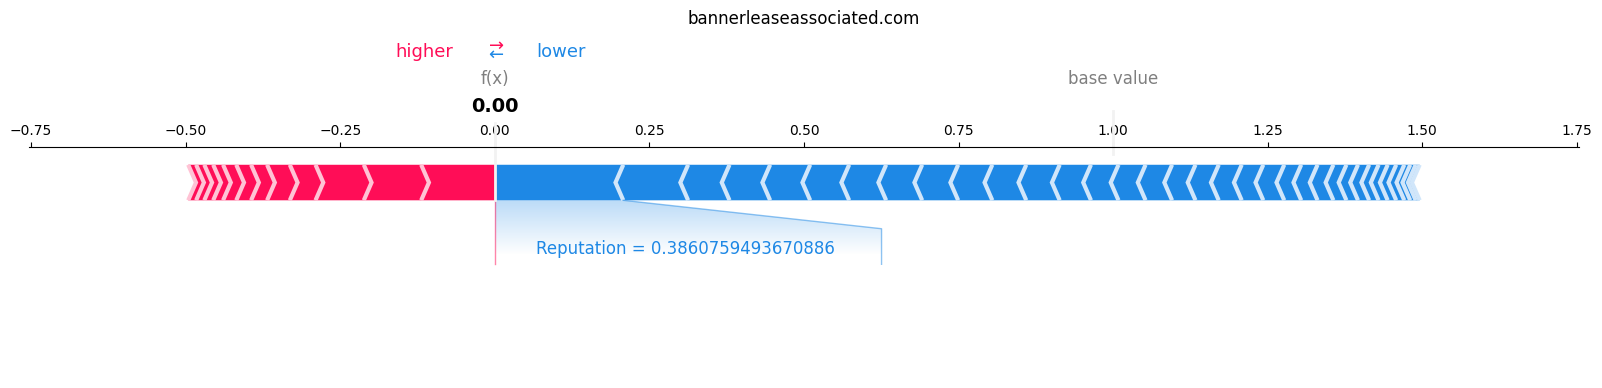 bannerleaseassociated.com
higher → ← lower
f(x) base value
0.00
−0.75 −0.50 −0.25 0.00 0.25 0.50 0.75 1.00 1.25 1.50 1.75
Reputation = 0.3860759493670886